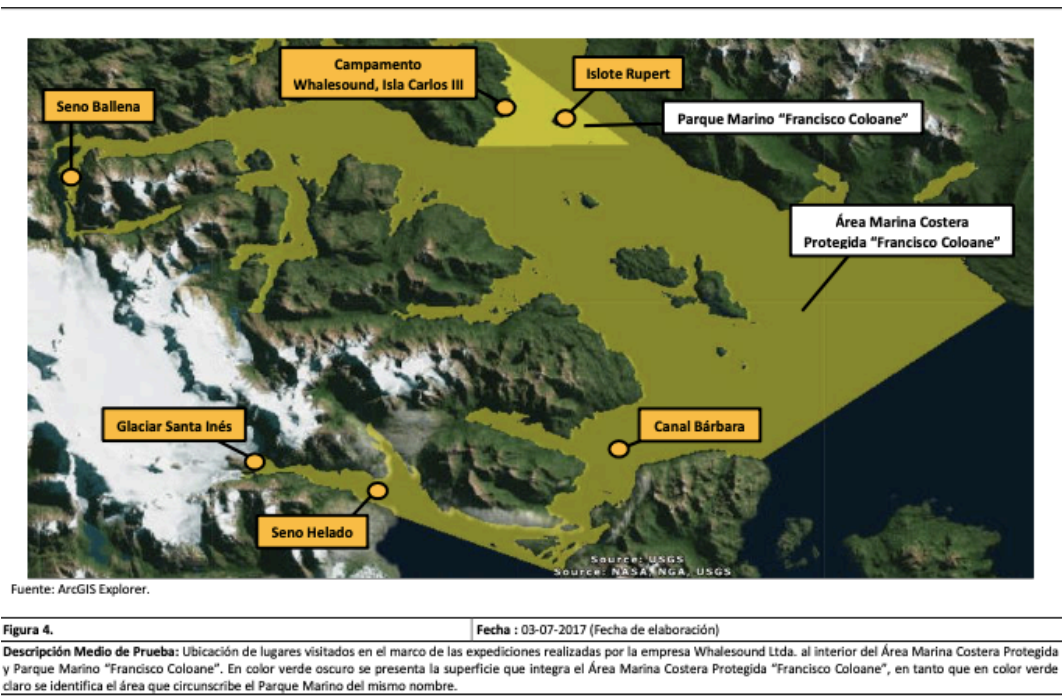 Campamento
Whalesound, Isla Carlos III
Islote Rupert
Seno Ballena
Parque Marino “Francisco Coloane”
Área Marina Costera
Protegida “Francisco Coloane”
Glaciar Santa Inés
Canal Bárbara
Seno Helado
Source: USGS
Source: NASA, NGA, USGS
Fuente: ArcGIS Explorer.
Figura 4.
Fecha : 03-07-2017 (Fecha de elaboración)
Descripción Medio de Prueba: Ubicación de lugares visitados en el marco de las expediciones realizadas por la empresa Whalesound Ltda. al interior del Área Marina Costera Protegida
y Parque Marino “Francisco Coloane”. En color verde oscuro se presenta la superficie que integra el Área Marina Costera Protegida “Francisco Coloane”, en tanto que en color verde
claro se identifica el área que circunscribe el Parque Marino del mismo nombre.